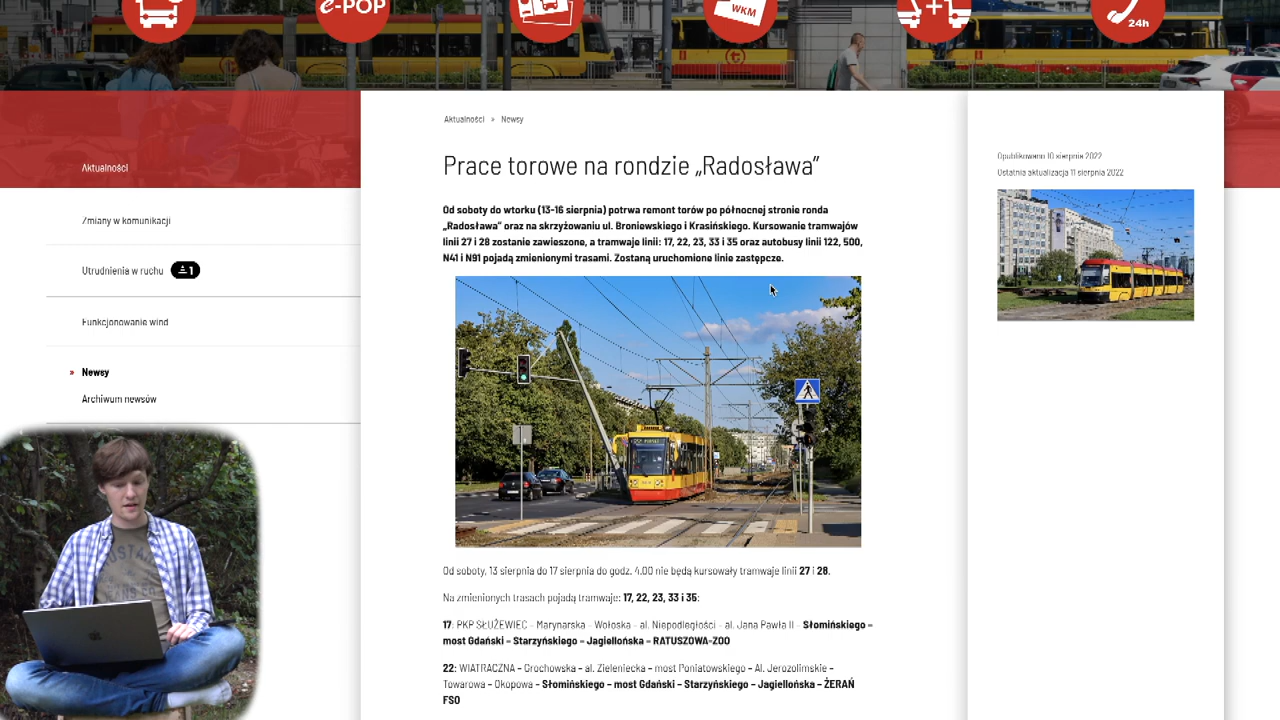 e-POP
WKM
24h
Aktualności » Newsy
Aktualności
Prace torowe na rondzie „Radosława”
Opublikowano 10 sierpnia 2022
Ostatnia aktualizacja 11 sierpnia 2022
Zmiany w komunikacji
Utrudnienia w ruchu 1
Funkcjonowanie wind
» Newsy
Archiwum newsów
Od soboty do wtorku (13-16 sierpnia) potrwa remont torów po północnej stronie ronda
„Radosława” oraz na skrzyżowaniu ul. Broniewskiego i Krasińskiego. Kursowanie tramwajów
linii 27 i 28 zostanie zawieszone, a tramwaje linii: 17, 22, 23, 33 i 35 oraz autobusy linii 122, 500,
N41 i N91 pojadą zmienionymi trasami. Zostaną uruchomione linie zastępcze.
Od soboty, 13 sierpnia do 17 sierpnia do godz. 4.00 nie będą kursowały tramwaje linii 27 i 28.
Na zmienionych trasach pojadą tramwaje: 17, 22, 23, 33 i 35:
17: PKP SŁUŻEWIEC – Marynarska – Wołoska – al. Niepodległości – al. Jana Pawła II – Słomińskiego –
most Gdański – Starzyńskiego – Jagiellońska – RATUSZOWA-ZOO
22: WIATRACZNA – Grochowska – al. Zieleniecka – most Poniatowskiego – Al. Jerozolimskie –
Towarowa – Okopowa – Słomińskiego – most Gdański – Starzyńskiego – Jagiellońska – ŻERAŃ
FSO